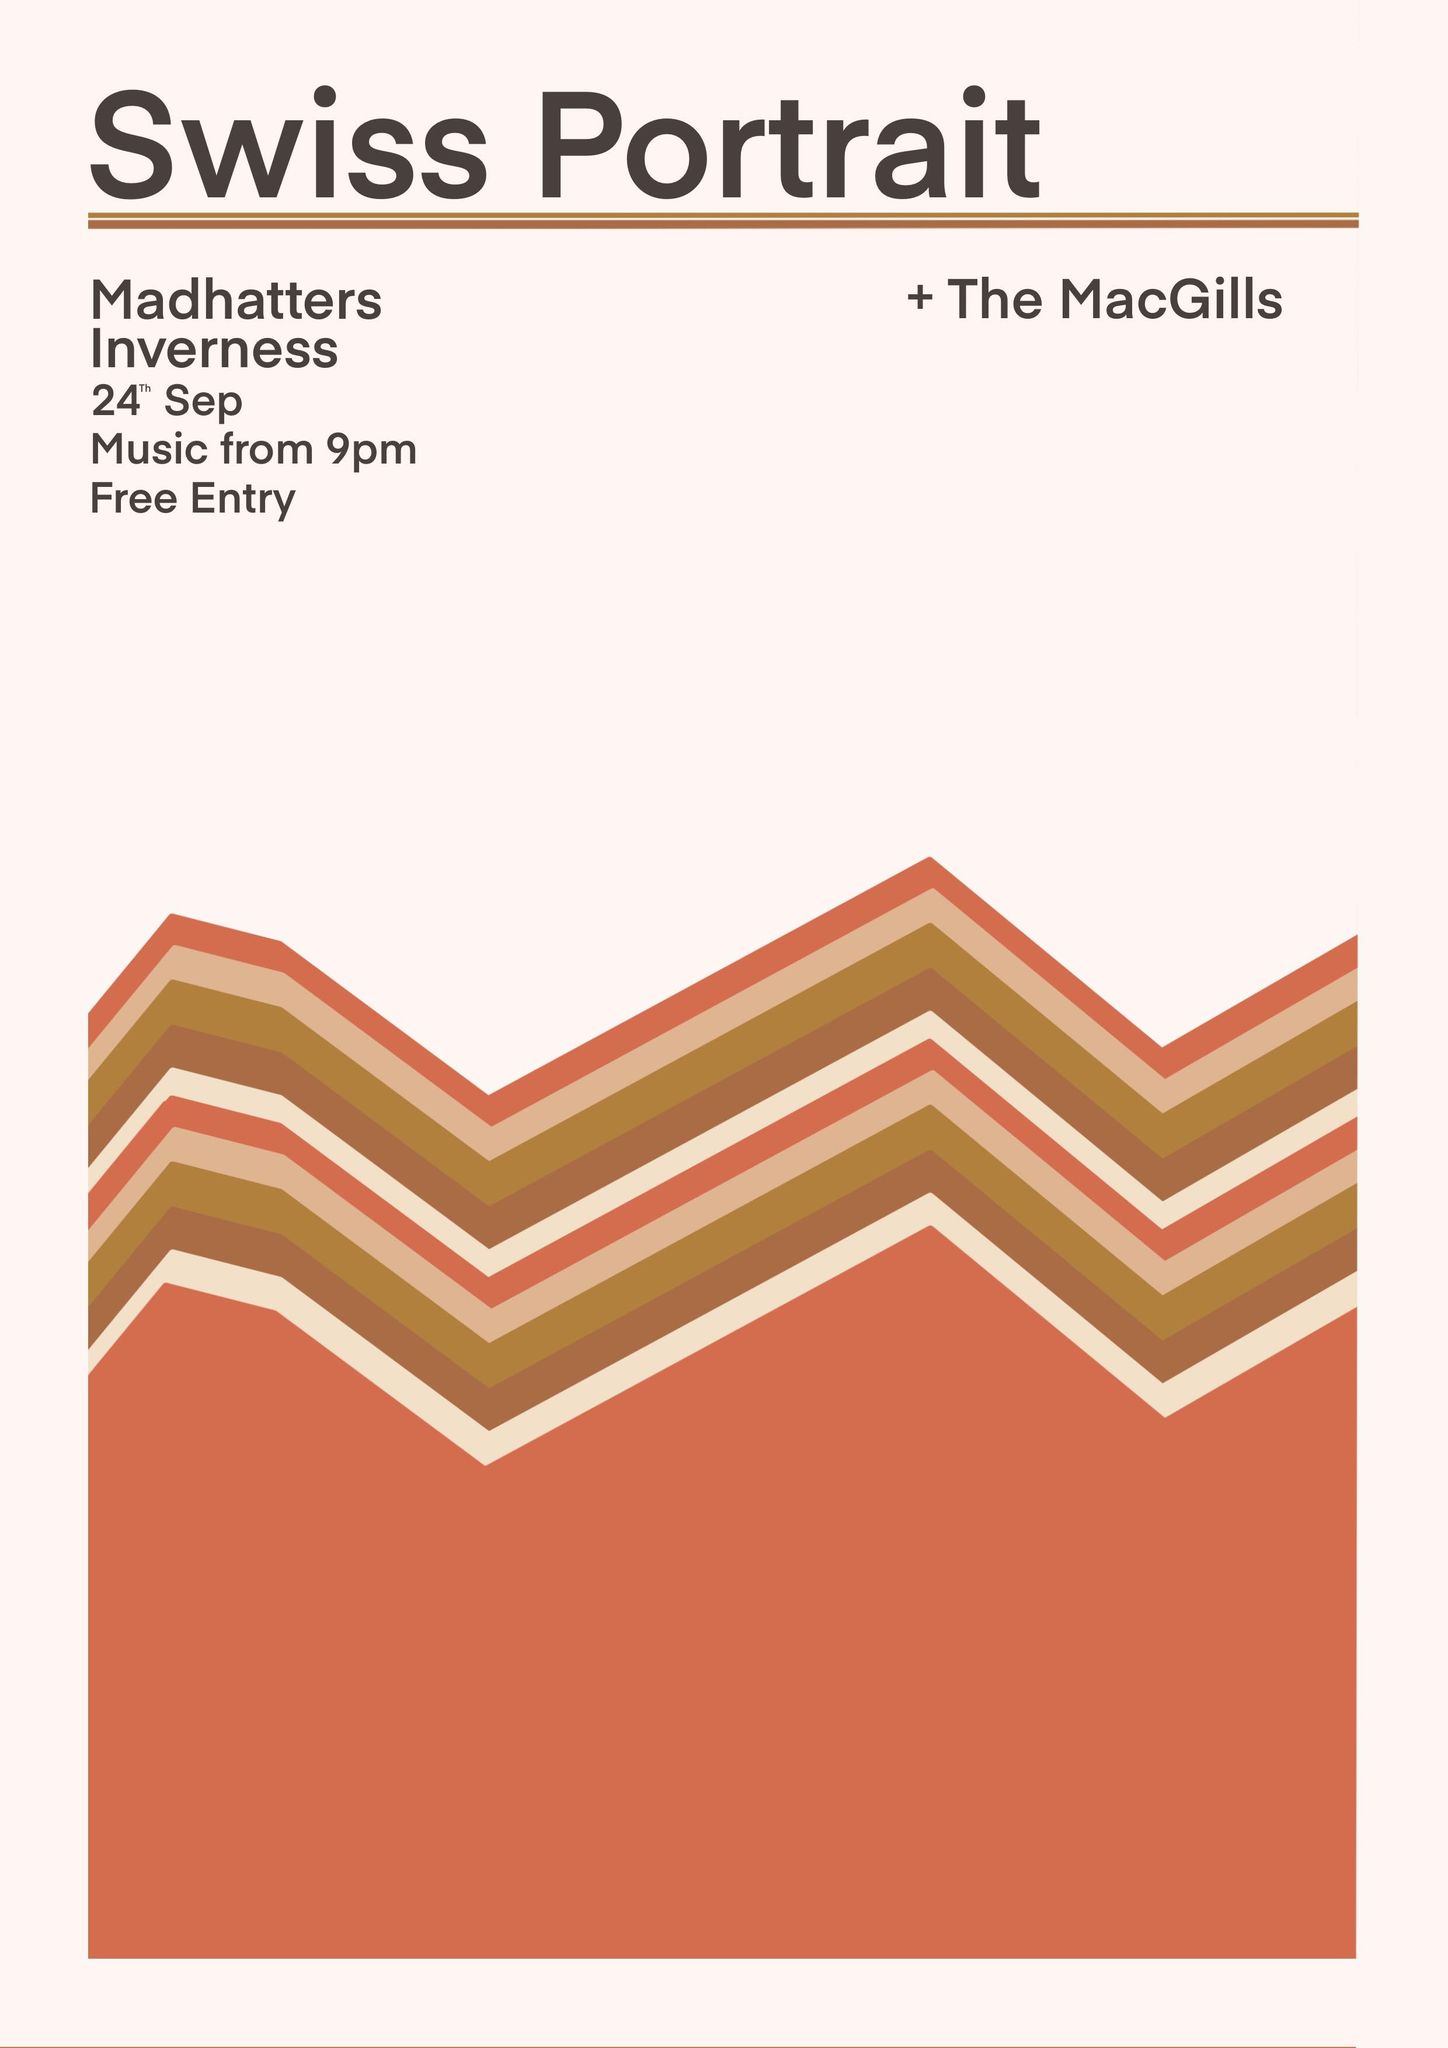 Swiss Portrait
Madhatters
Inverness
24Th Sep
Music from 9pm
Free Entry
+ The MacGills